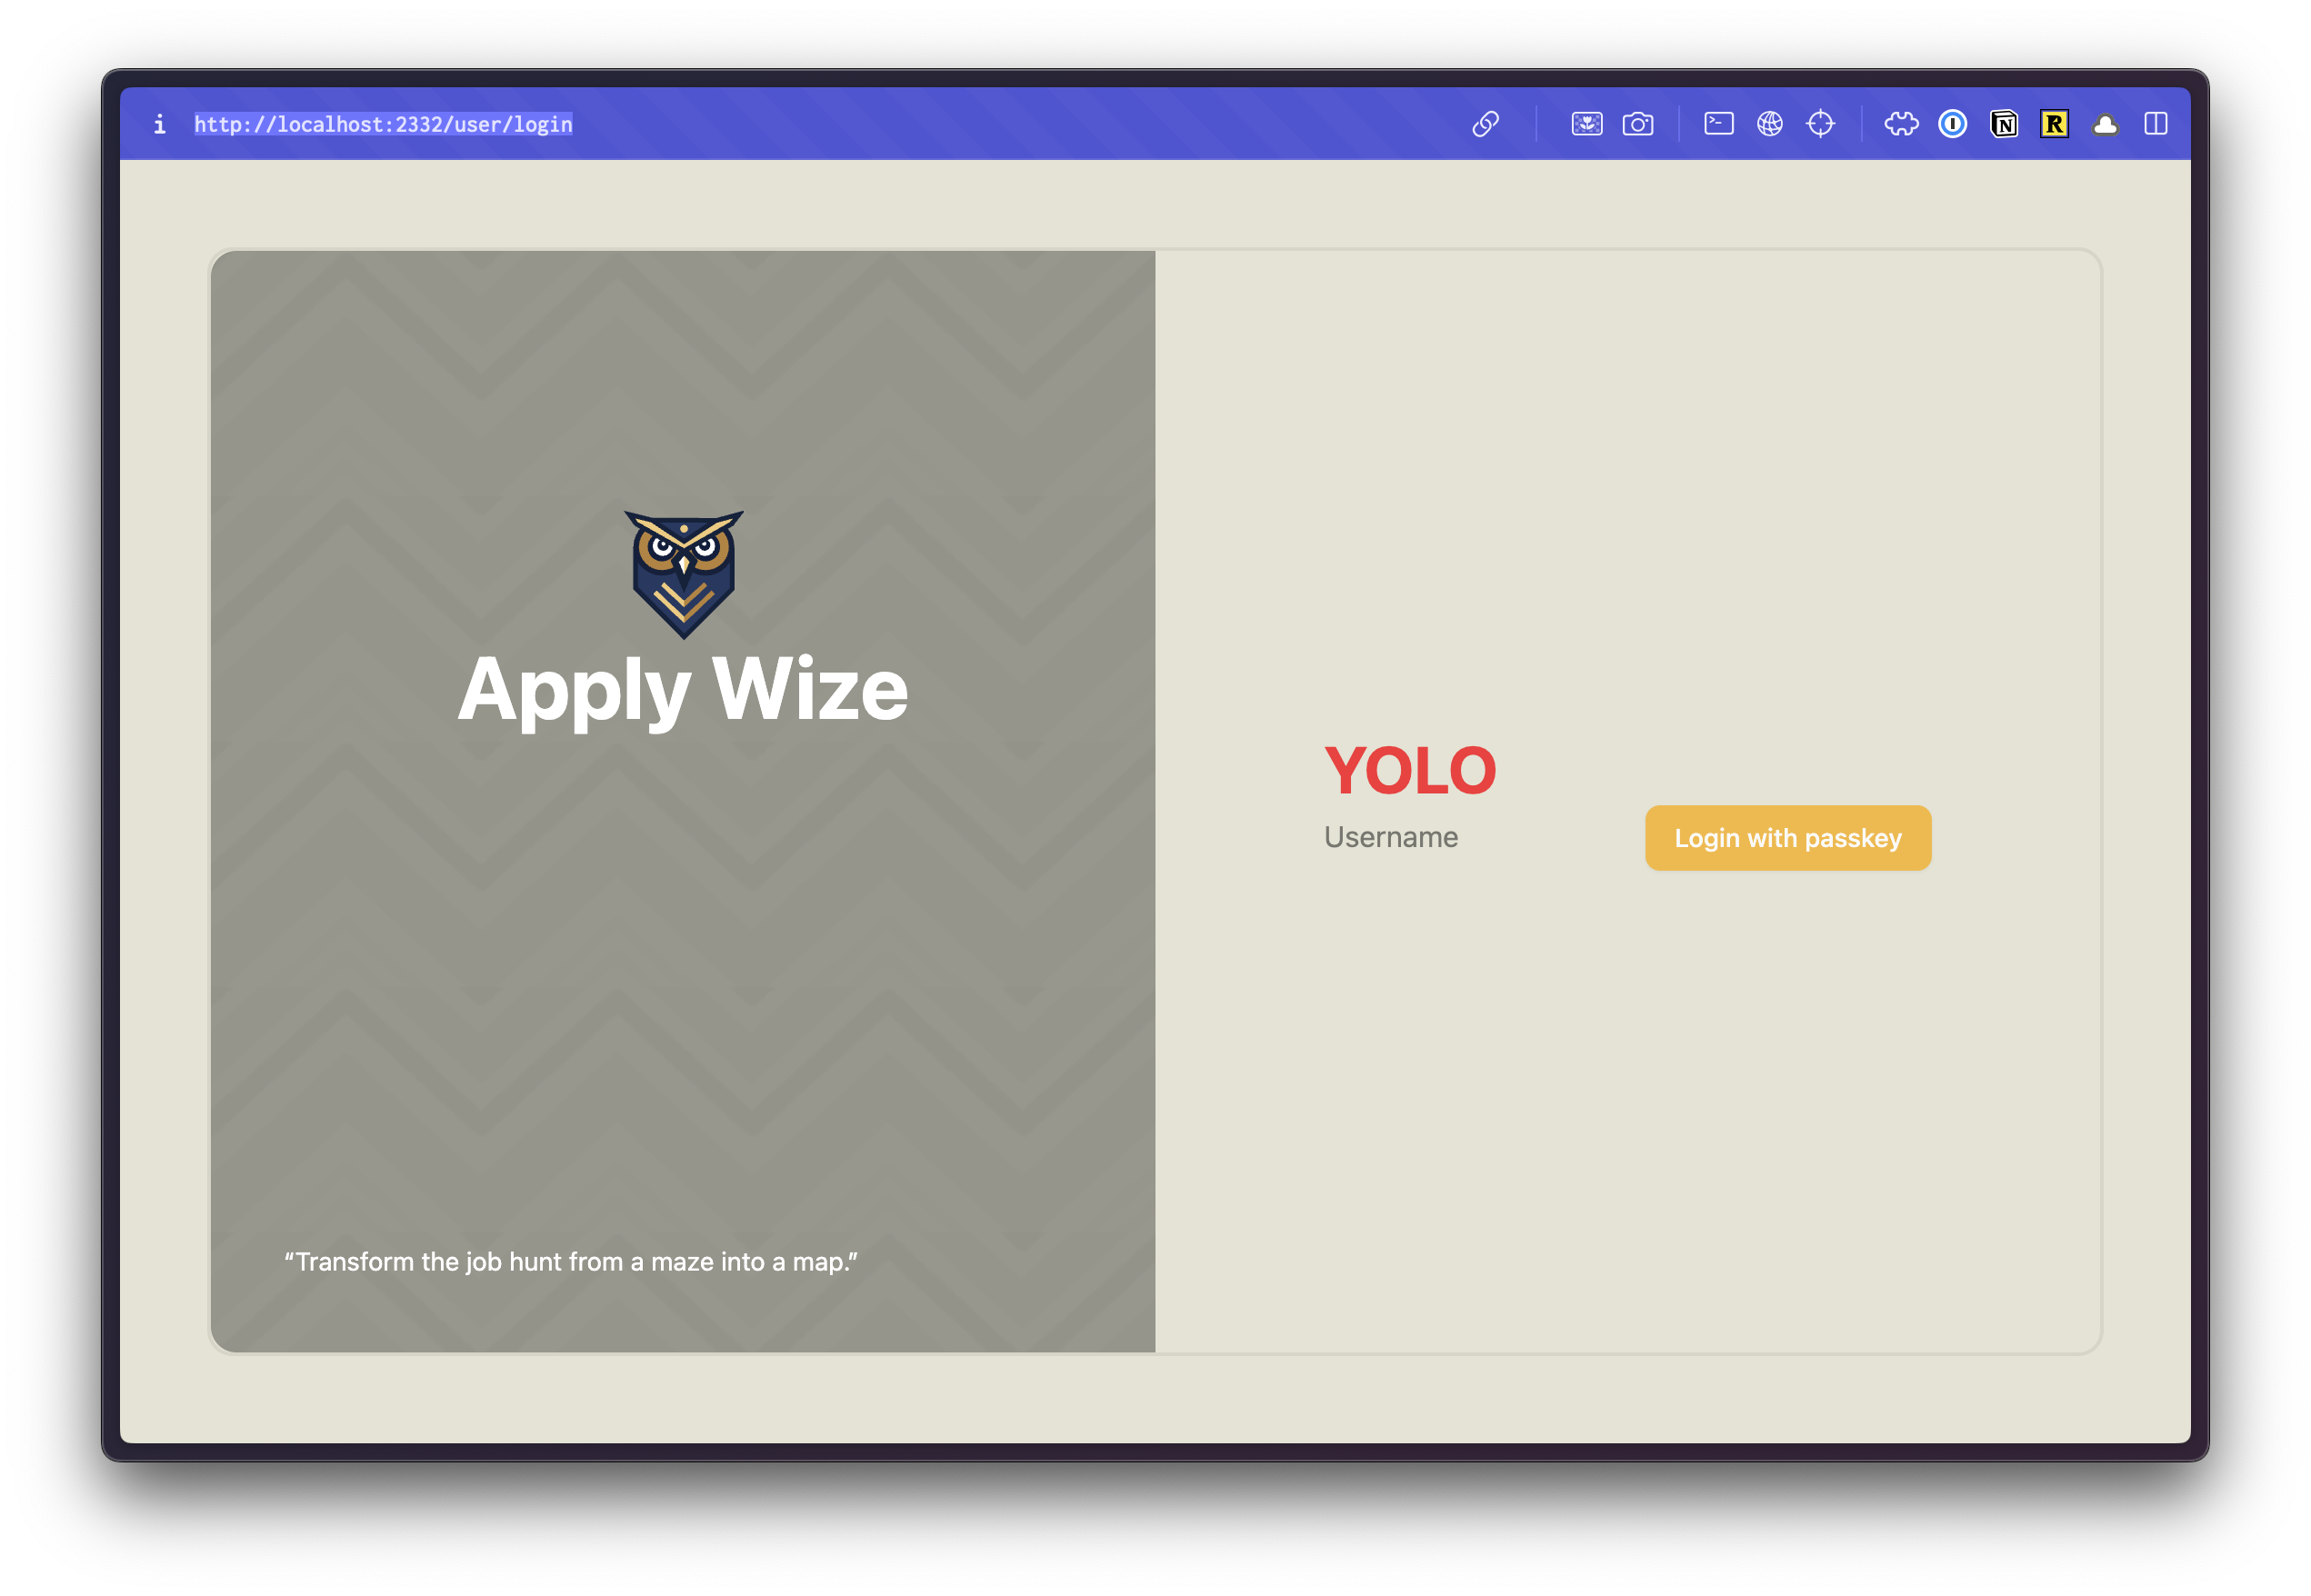 http://localhost:2332/user/login
Apply Wize
“Transform the job hunt from a maze into a map.”
YOLO
Username
Login with passkey